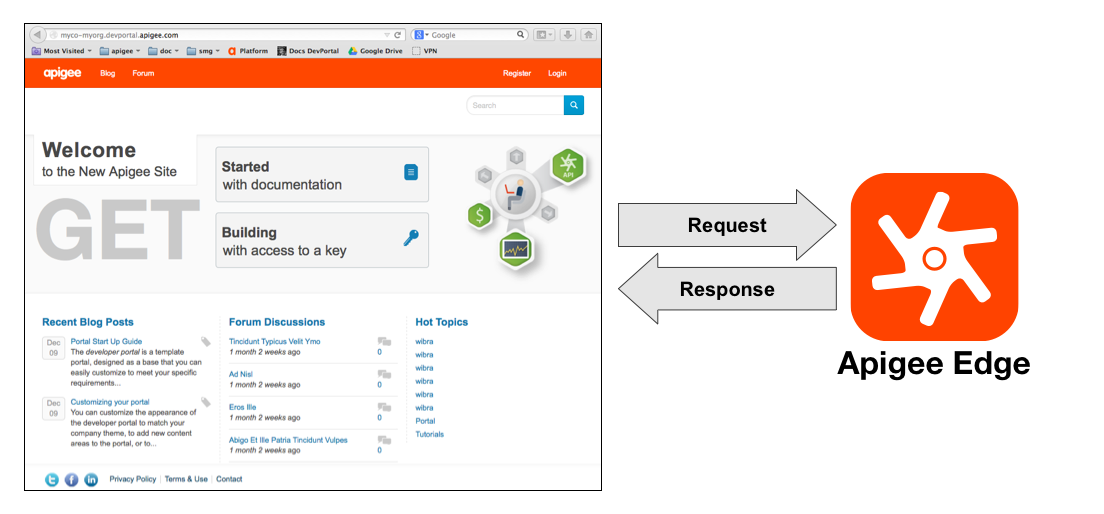 myco-myorg.devportal.apigee.com
Google
Most Visited
apigee
doc
smg
Platform
Docs DevPortal
Google Drive
VPN
apigee
Blog
Forum
Register
Login
Search
Welcome
to the New Apigee Site
GET
Started
with documentation
Building
with access to a key
API
$
Request
Response
Apigee Edge
Recent Blog Posts
Dec
09
Portal Start Up Guide
The developer portal is a template
portal, designed as a base that you can
easily customize to meet your specific
requirements...
Dec
09
Customizing your portal
You can customize the appearance of
the developer portal to match your
company theme, to add new content
areas to the portal, or to...
Forum Discussions
Tincidunt Typicus Velit Ymo
1 month 2 weeks ago
0
Ad Nisl
1 month 2 weeks ago
0
Eros Ille
1 month 2 weeks ago
0
Abigo Et Ille Patria Tincidunt Vulpes
1 month 2 weeks ago
0
Hot Topics
wibra
wibra
wibra
wibra
wibra
wibra
Portal
Tutorials
Privacy Policy | Terms & Use | Contact